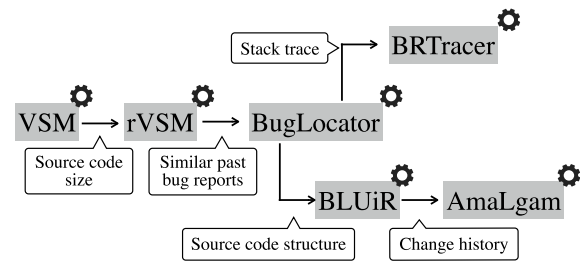 Stack trace
BRTracer
VSM
rVSM
BugLocator
Source code
size
Similar past
bug reports
BLUiR
AmaLgam
Source code structure
Change history